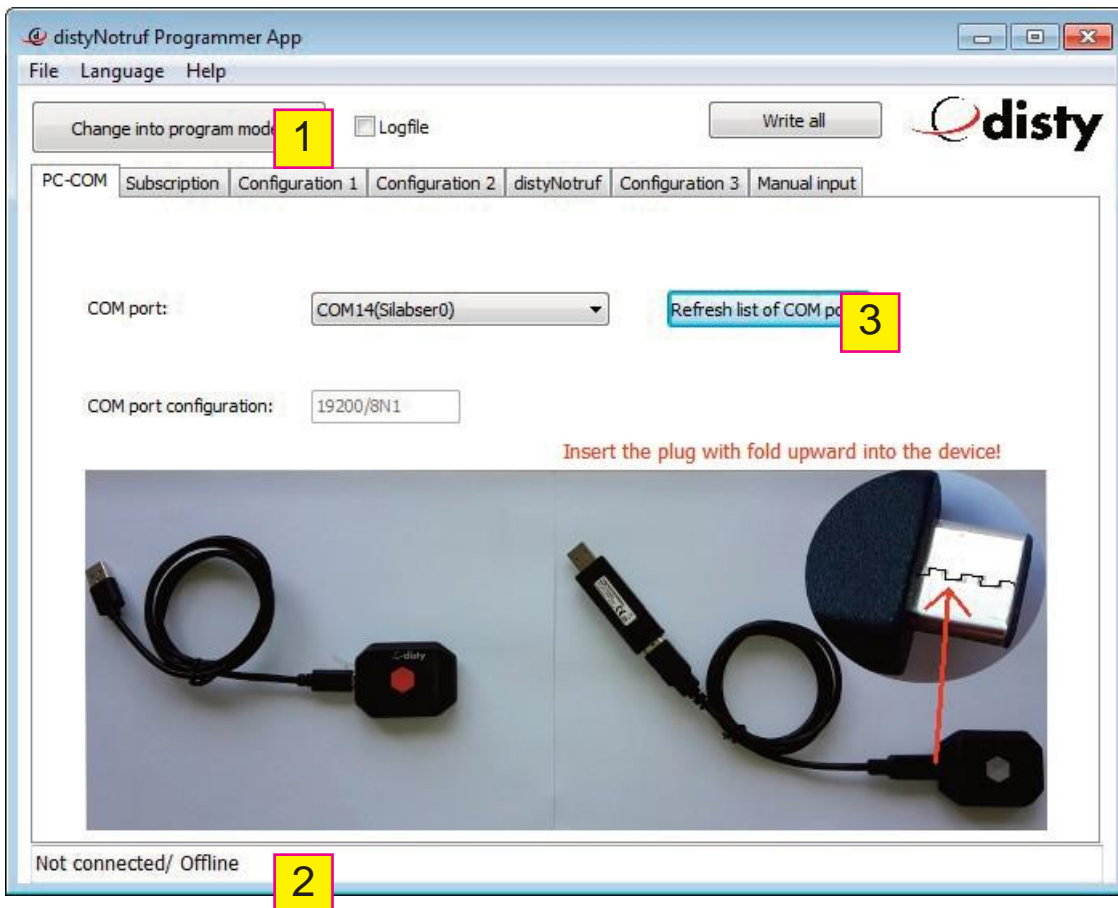 distyNotruf Programmer App
File Language Help
Change into program mode
1
Logfile
Write all
disty
PC-COM Subscription Configuration 1 Configuration 2 distyNotruf Configuration 3 Manual input
COM port:
COM14(Silabser0)
Refresh list of COM
3
COM port configuration:
19200/8N1
Insert the plug with fold upward into the device!
disty
Not connected/ Offline
2